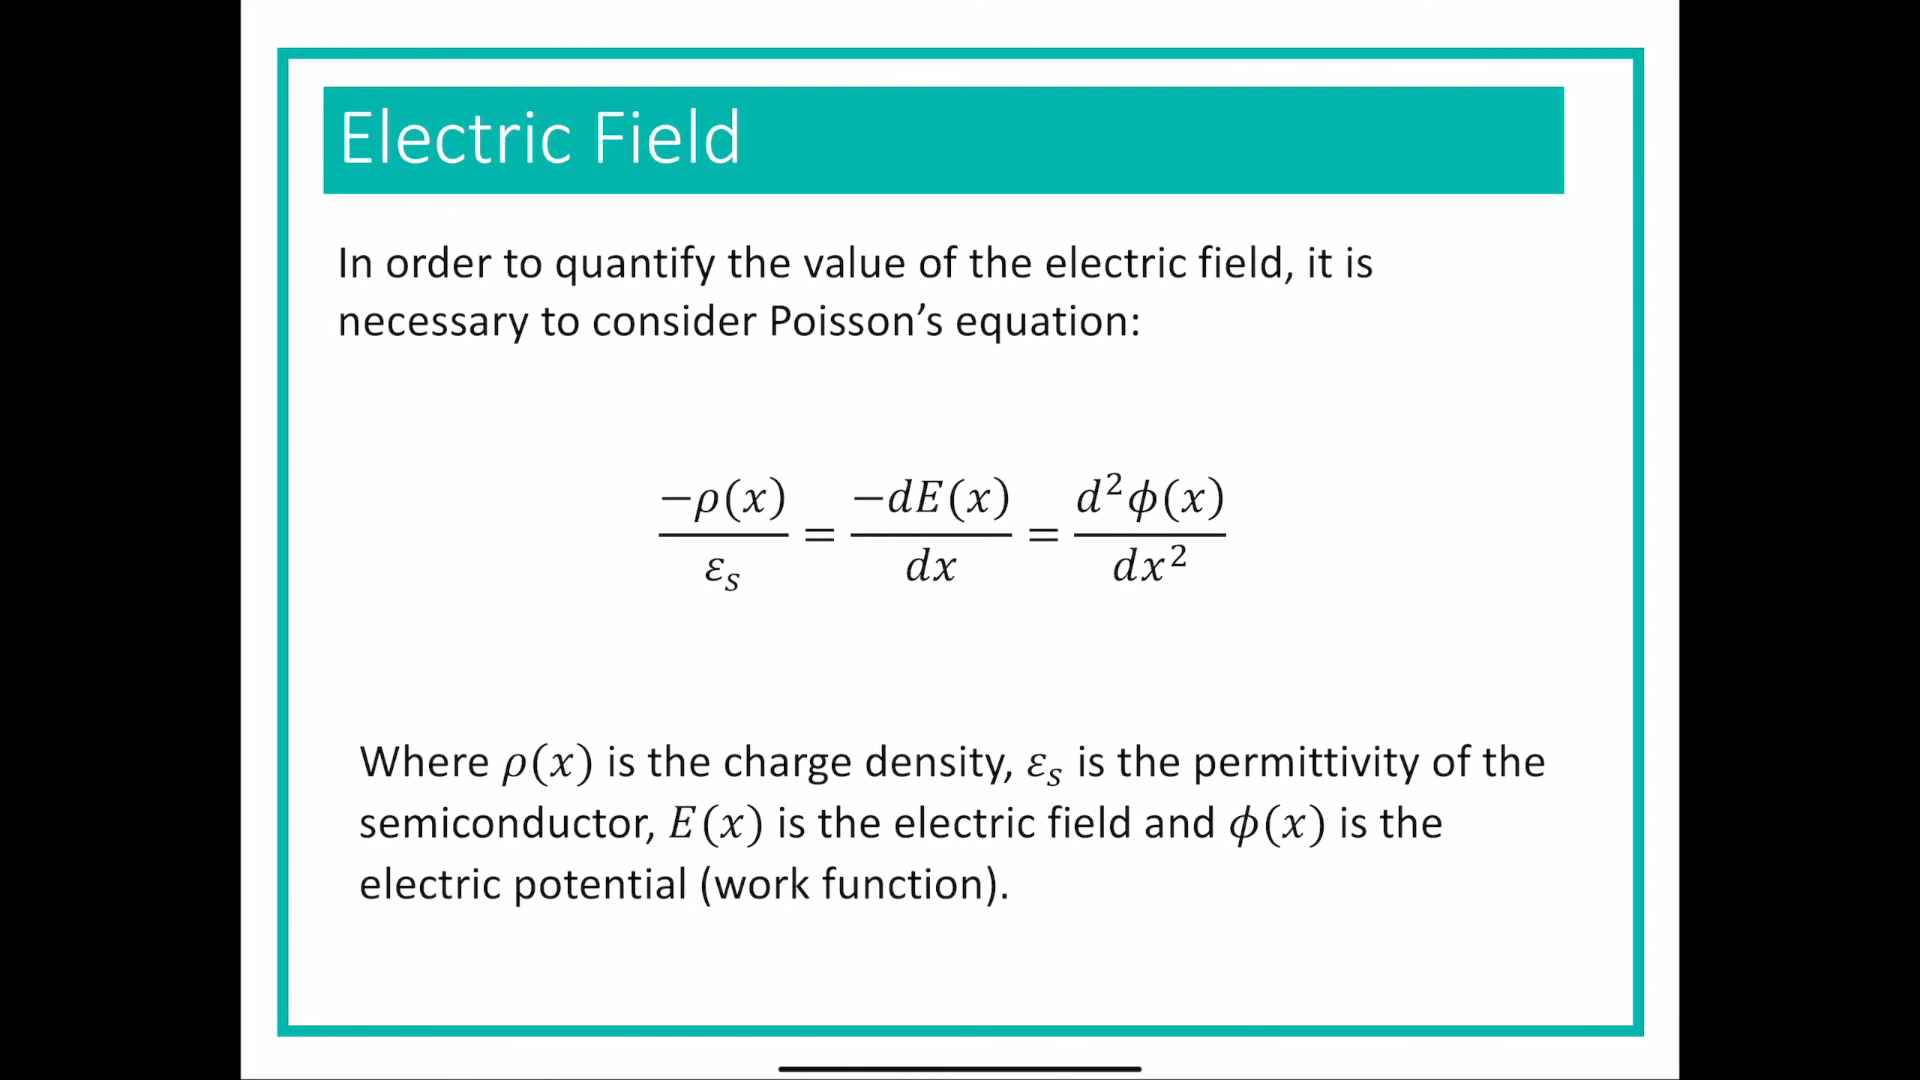 Electric Field
In order to quantify the value of the electric field, it is
necessary to consider Poisson’s equation:
−ρ(x)/εₛ = −dE(x)/dx = d²ϕ(x)/dx²
Where ρ(x) is the charge density, εₛ is the permittivity of the
semiconductor, E(x) is the electric field and ϕ(x) is the
electric potential (work function).